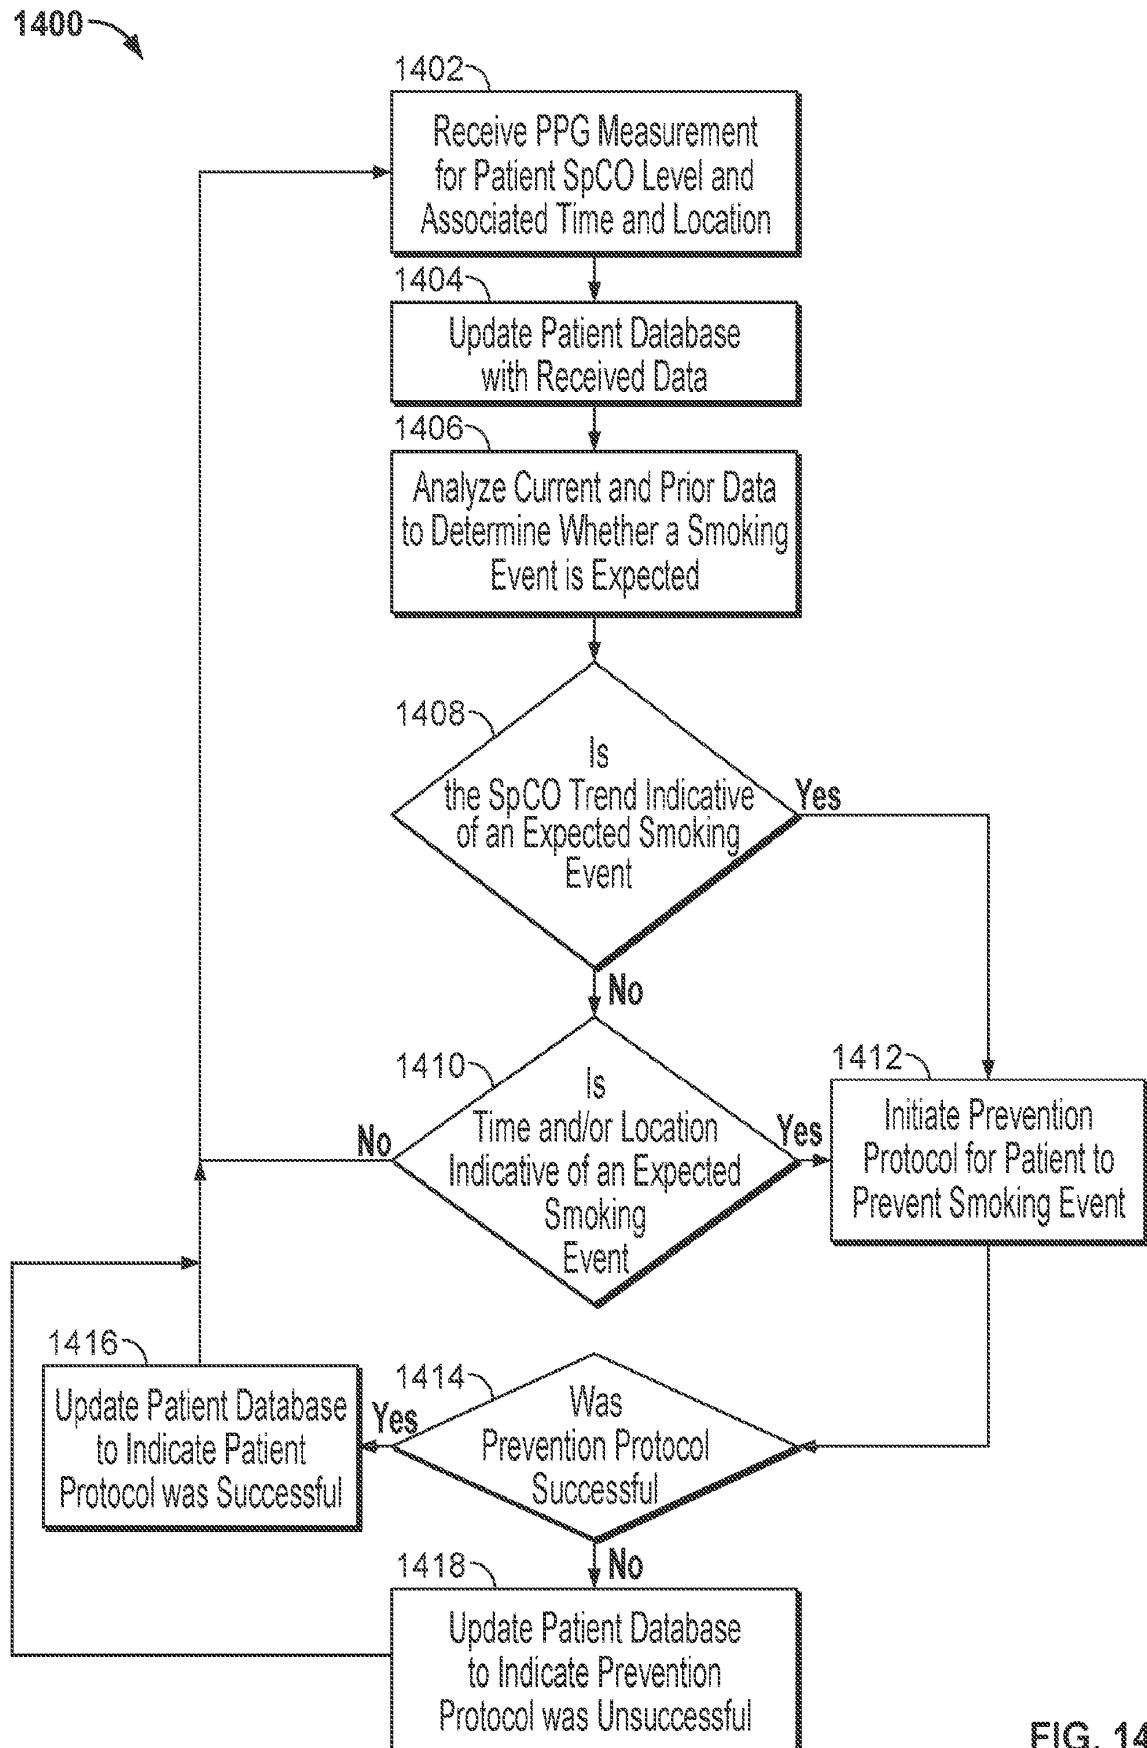 1400
1402
Receive PPG Measurement
for Patient SpCO Level and
Associated Time and Location
1404
Update Patient Database
with Received Data
1406
Analyze Current and Prior Data
to Determine Whether a Smoking
Event is Expected
1408
Is
the SpCO Trend Indicative
of an Expected Smoking
Event
Yes
No
1410
Is
Time and/or Location
Indicative of an Expected
Smoking
Event
No
Yes
1412
Initiate Prevention
Protocol for Patient to
Prevent Smoking Event
1414
Was
Prevention Protocol
Successful
Yes
No
1416
Update Patient Database
to Indicate Patient
Protocol was Successful
1418
Update Patient Database
to Indicate Prevention
Protocol was Unsuccessful
FIG. 14